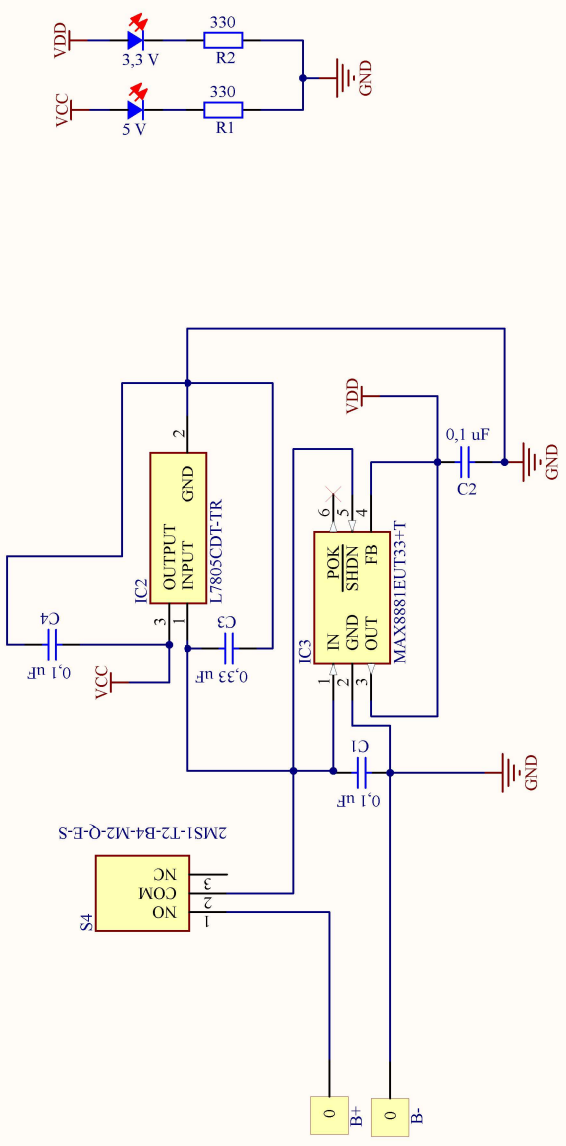 VDD
3,3 V
330
R2
GND
VCC
5 V
330
R1
2
GND
OUTPUT
INPUT
IC2
L7805CDT-TR
3
1
C4
0,1 uF
C3
0,33 uF
VCC
VDD
0,1 uF
C2
GND
6
5
4
POK
SHDN
FB
IN
GND
OUT
IC3
MAX8881EUT33+T
1
2
3
C1
0,1 uF
GND
2MS1-T2-B4-M2-Q-E-S
S4
NC
COM
NO
3
2
1
0
B+
0
B-